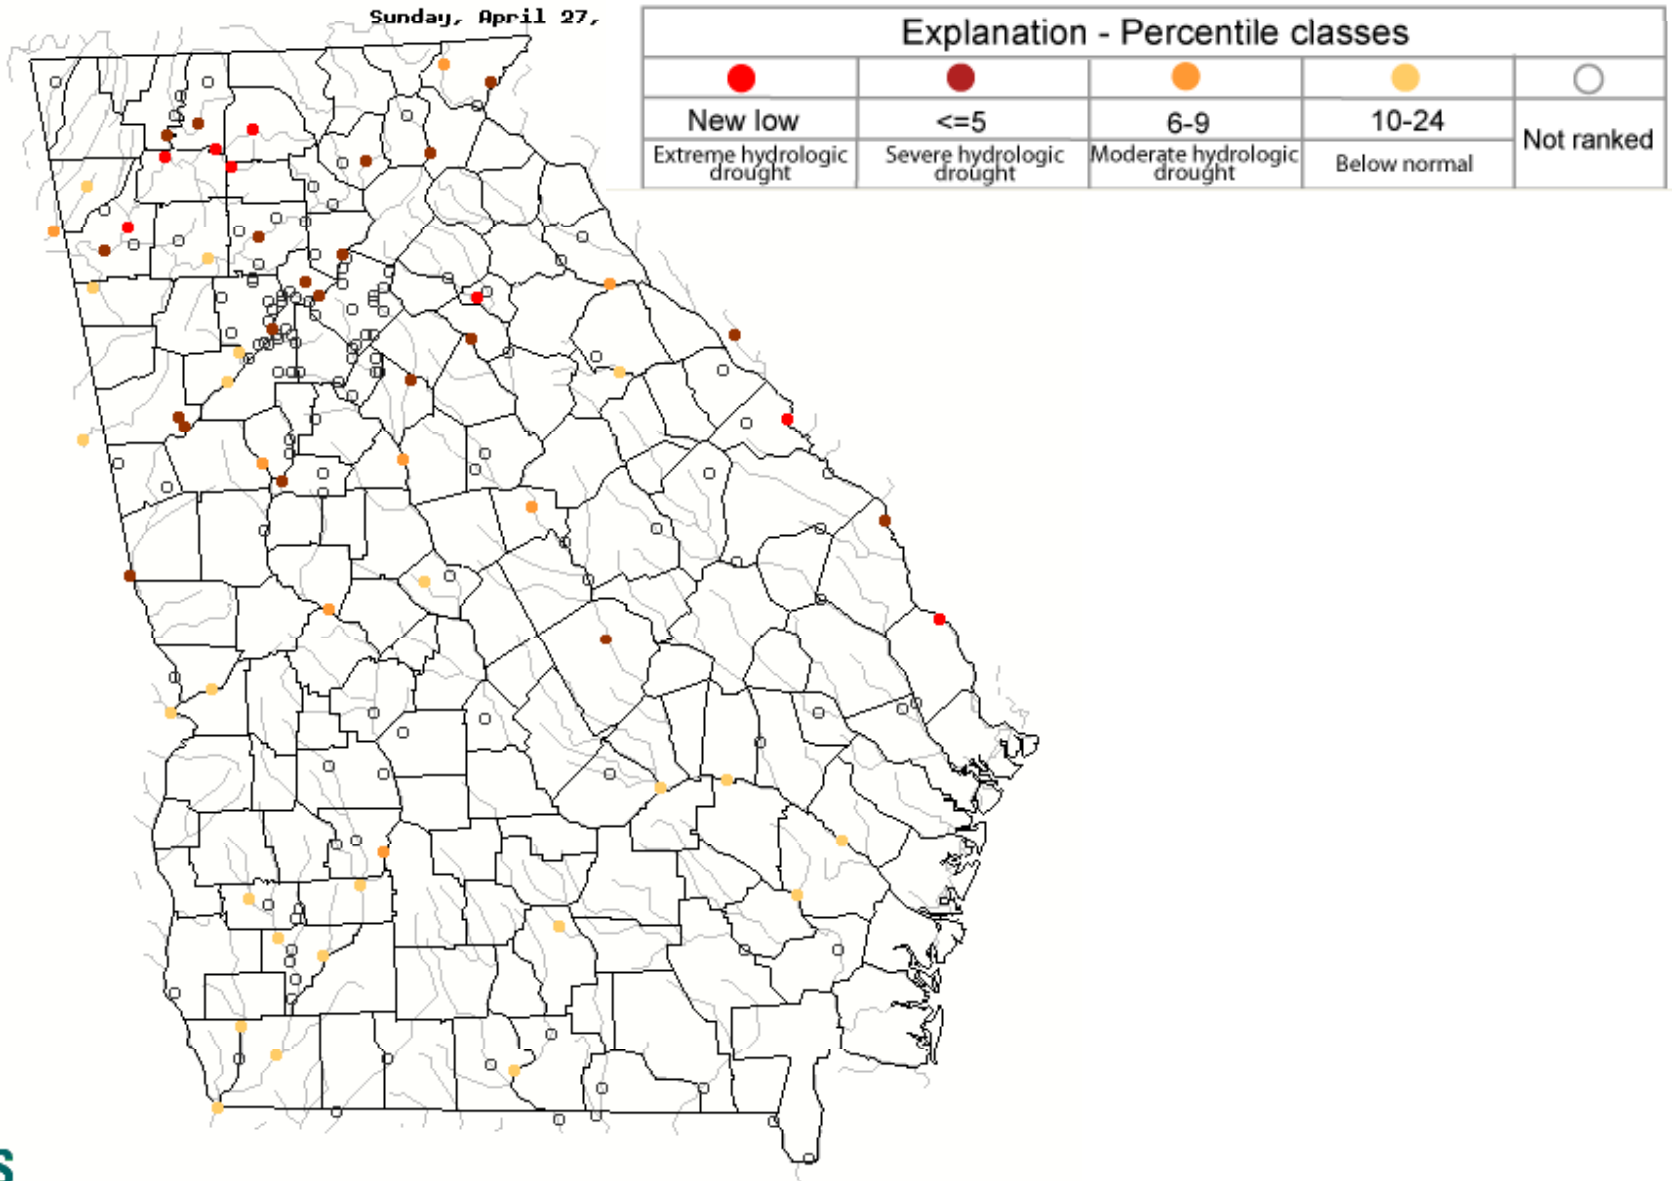 Sunday, April 27,
Explanation - Percentile classes
New low
<=5
6-9
10-24
Not ranked
Extreme hydrologic
drought
Severe hydrologic
drought
Moderate hydrologic
drought
Below normal
s